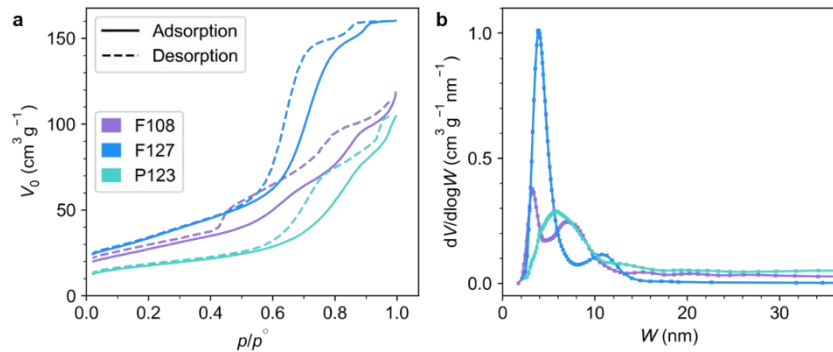 a
Adsorption
Desorption
F108
F127
P123
V₀ (cm³ g⁻¹)
150
100
50
0
0.0 0.2 0.4 0.6 0.8 1.0
p/p°
b
dV/dlogW (cm³ g⁻¹ nm⁻¹)
1.0
0.5
0.0
0 10 20 30
W (nm)